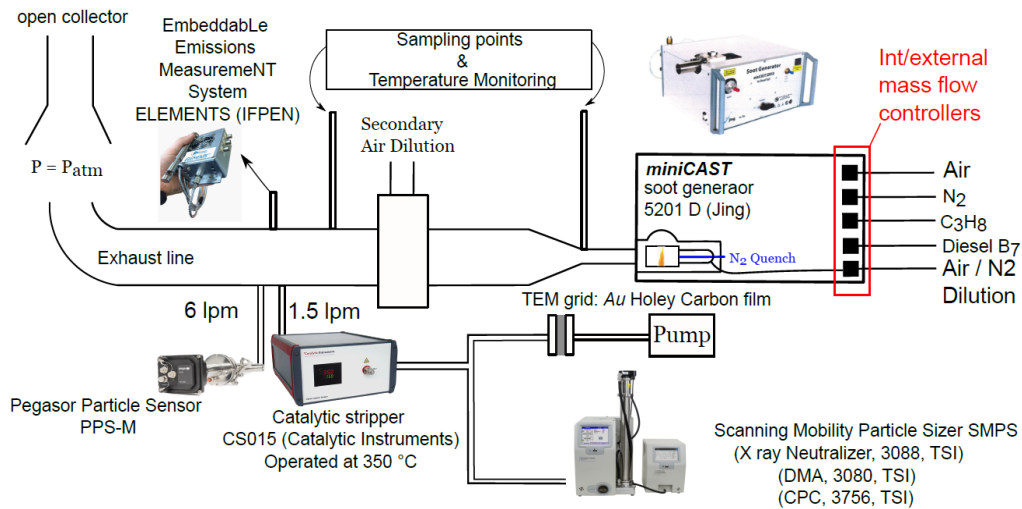 open collector
EmbeddabLe
Emissions
MeasuremeNT
System
ELEMENTS (IFPEN)
Sampling points
&
Temperature Monitoring
Int/external
mass flow
controllers
Secondary
Air Dilution
P = Patm
miniCAST
soot generaor
5201 D (Jing)
Soot Generator
Air
N2
C3H8
Diesel B7
Air / N2
Dilution
N2 Quench
Exhaust line
6 lpm
1.5 lpm
TEM grid: Au Holey Carbon film
Pump
Pegasor Particle Sensor
PPS-M
Catalytic stripper
CS015 (Catalytic Instruments)
Operated at 350 °C
Scanning Mobility Particle Sizer SMPS
(X ray Neutralizer, 3088, TSI)
(DMA, 3080, TSI)
(CPC, 3756, TSI)